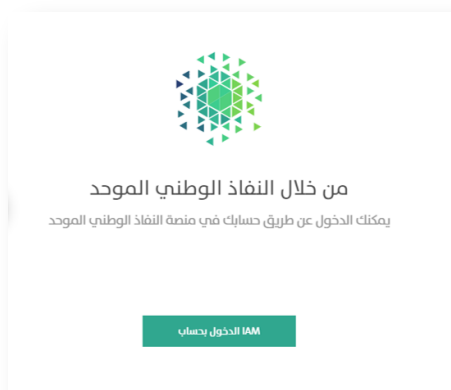 من خلال النفاذ الوطني الموحد
يمكنك الدخول عن طريق حسابك في منصة النفاذ الوطني الموحد
الدخول بحساب IAM